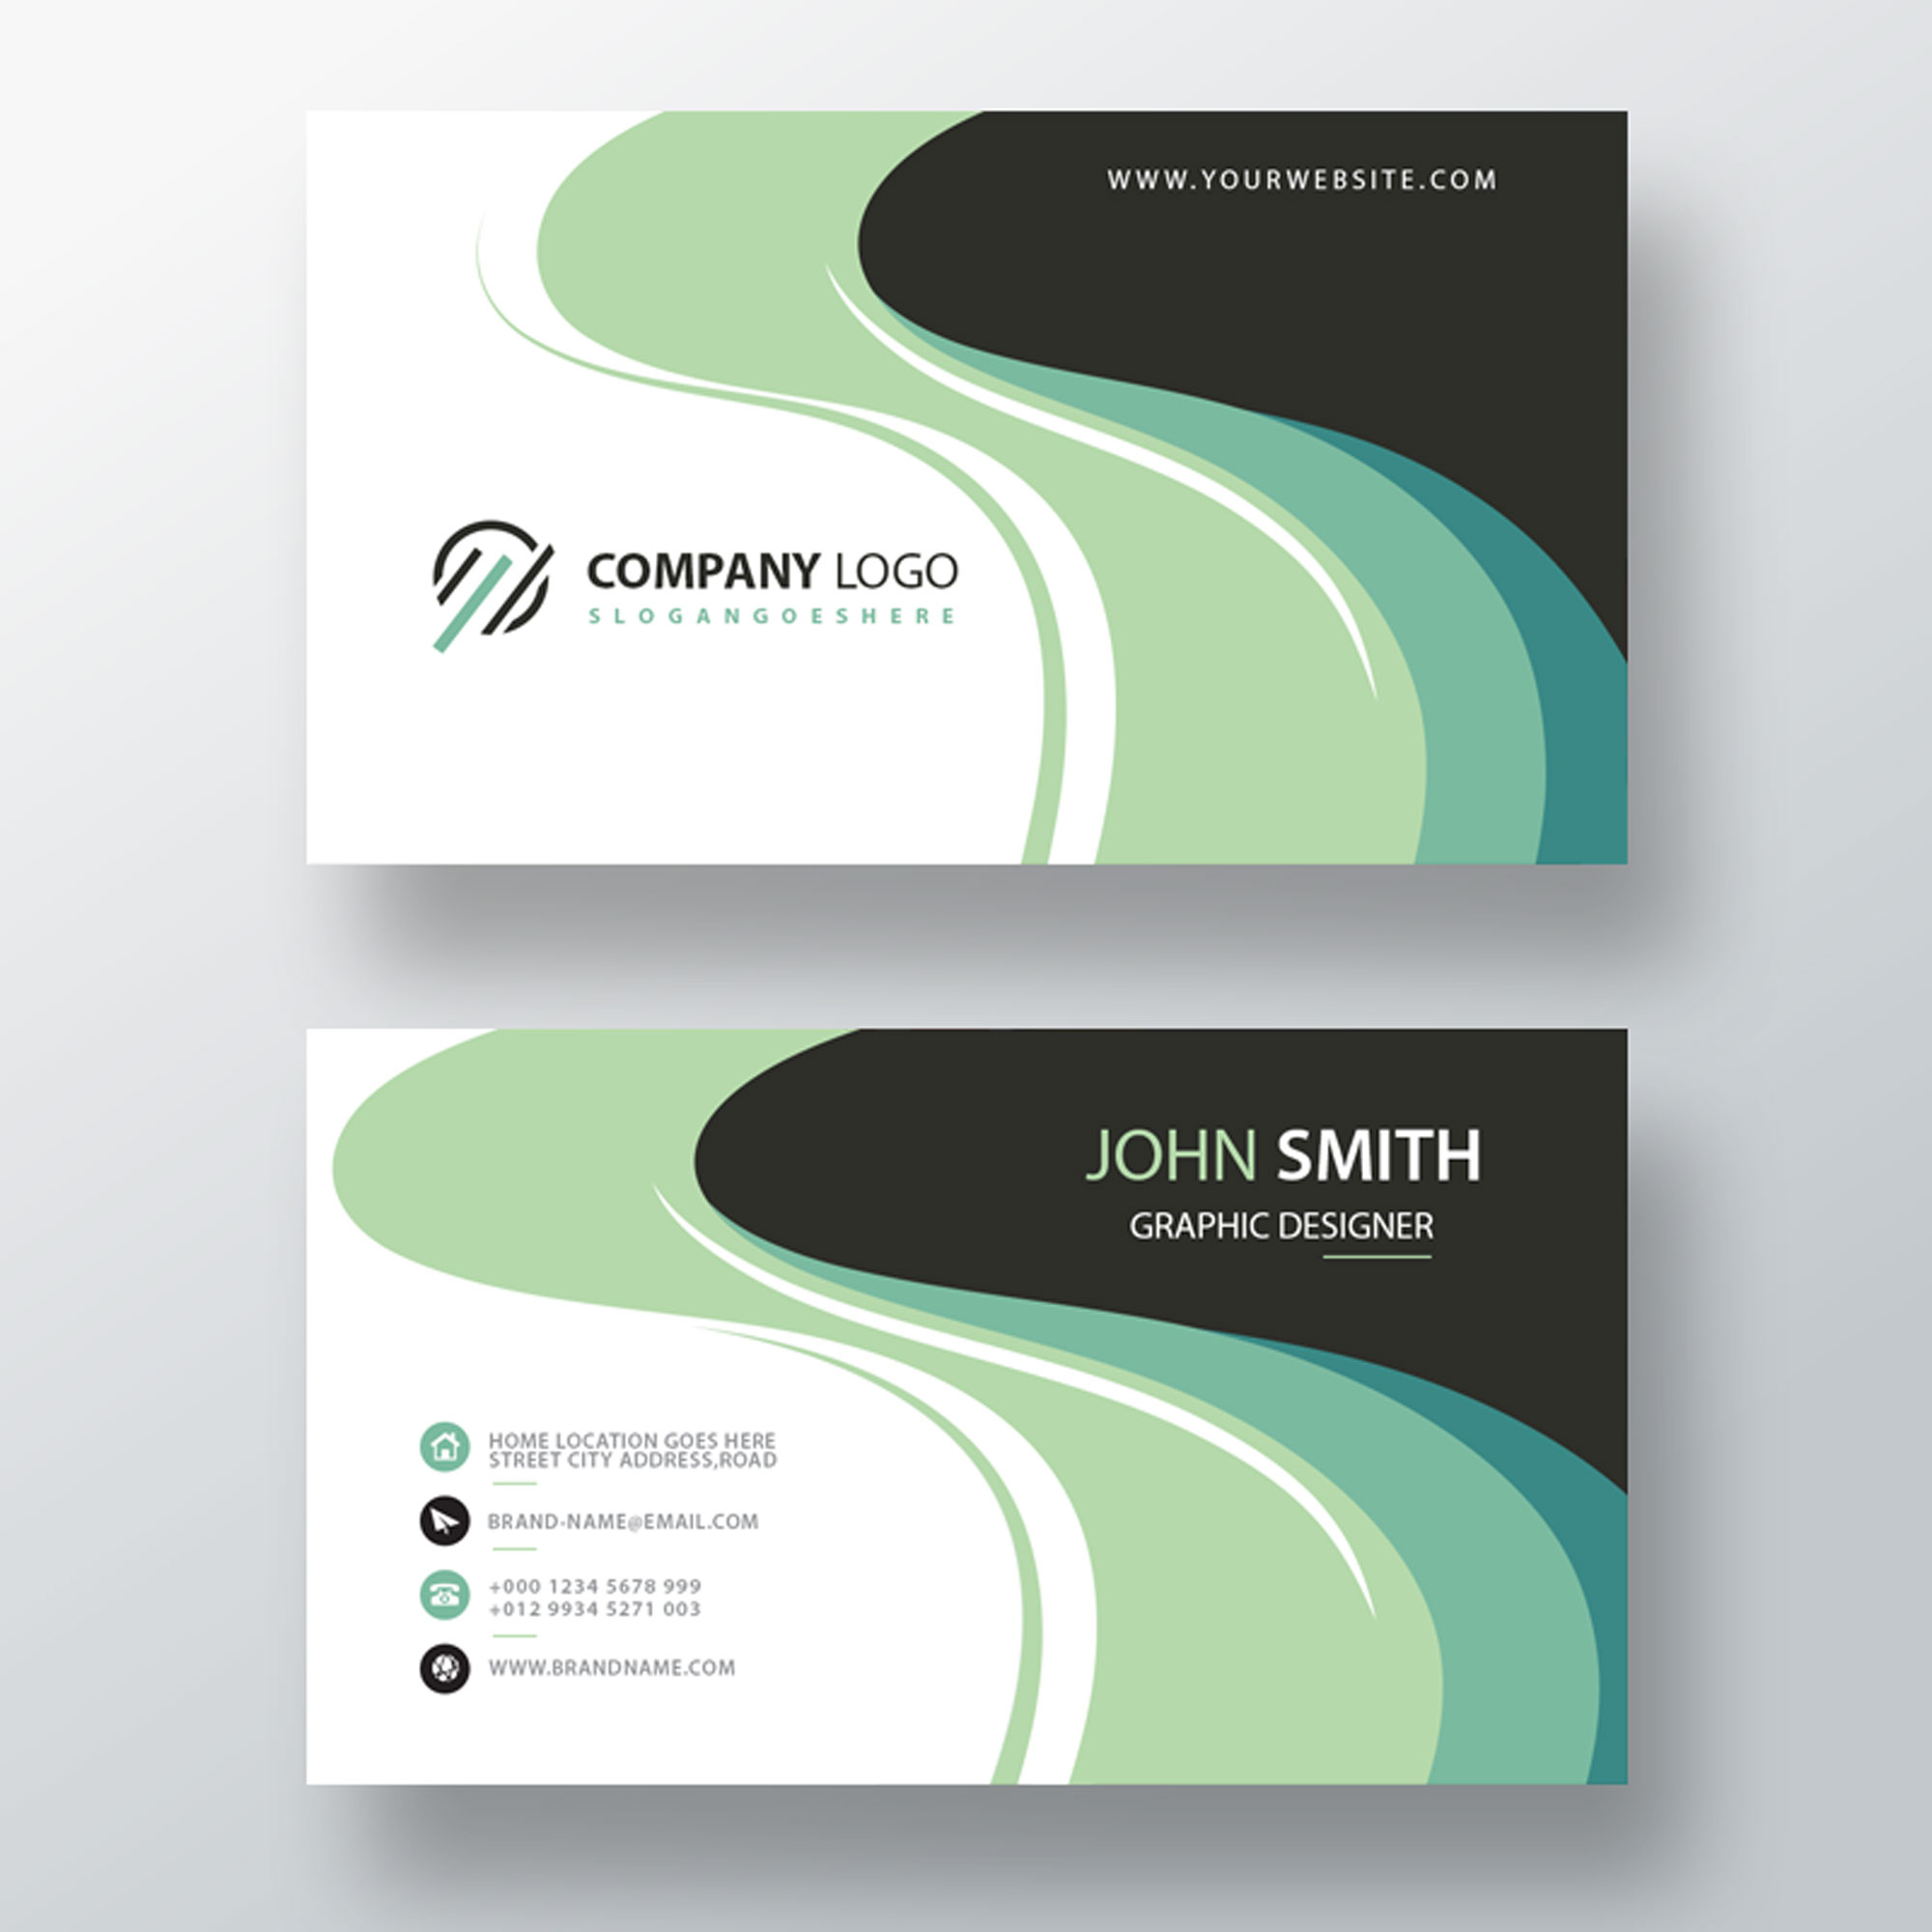 WWW.YOURWEBSITE.COM
COMPANY LOGO
SLOGANGOESHERE
JOHN SMITH
GRAPHIC DESIGNER
HOME LOCATION GOES HERE
STREET CITY ADDRESS,ROAD
BRAND-NAME@EMAIL.COM
+000 1234 5678 999
+012 9934 5271 003
WWW.BRANDNAME.COM